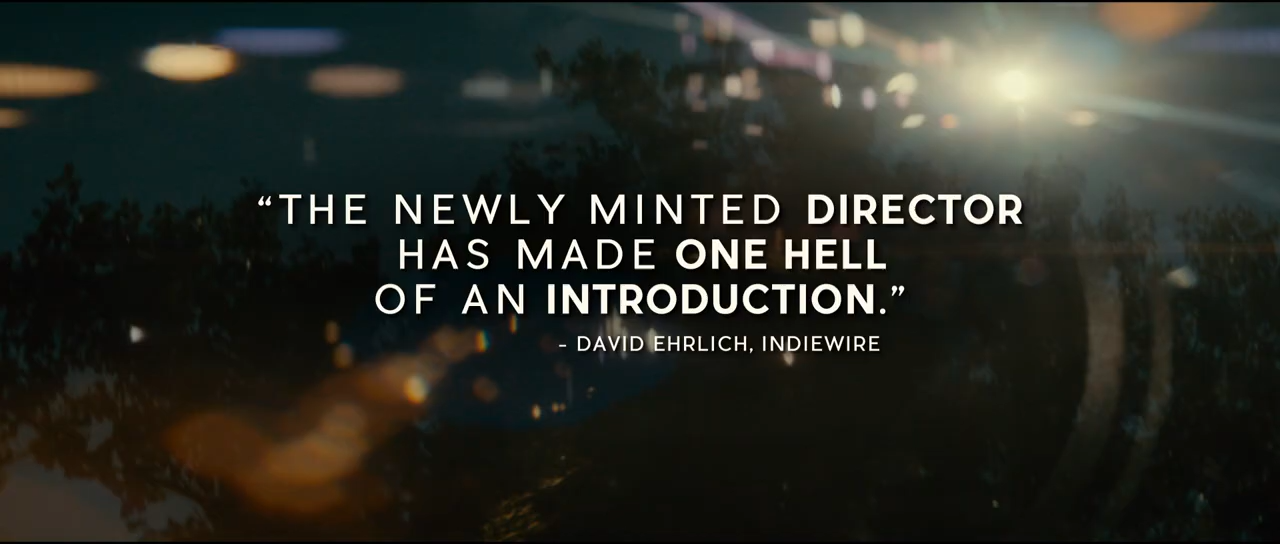 “THE NEWLY MINTED DIRECTOR
HAS MADE ONE HELL
OF AN INTRODUCTION.”
- DAVID EHRLICH, INDIEWIRE